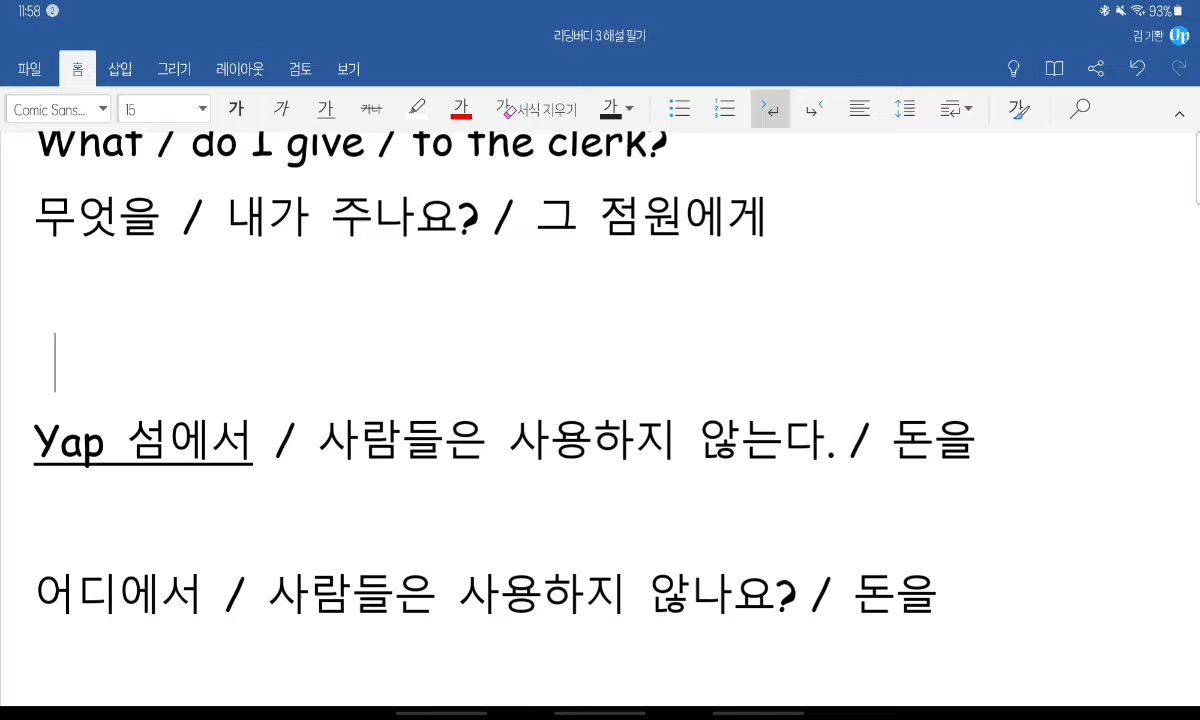 11:58 2 93%
리딩버디 3 해설 필기
김기환 Up
파일 홈 삽입 그리기 레이아웃 검토 보기
Comic Sans... 15 가 가 가 가나 가 가 서식 지우기 가 가
What / do I give / to the clerk?
무엇을 / 내가 주나요? / 그 점원에게
Yap 섬에서 / 사람들은 사용하지 않는다. / 돈을
어디에서 / 사람들은 사용하지 않나요? / 돈을